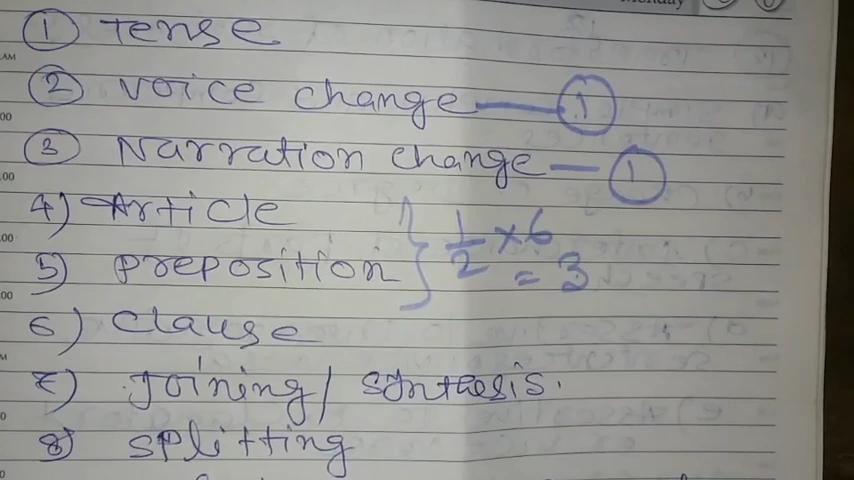 Monday
① Tense
② Voice change — ①
③ Narration change — ①
4) Article
5) Preposition } 1/2 × 6 = 3
6) Clause
7) Joining/ Synthesis.
8) Splitting